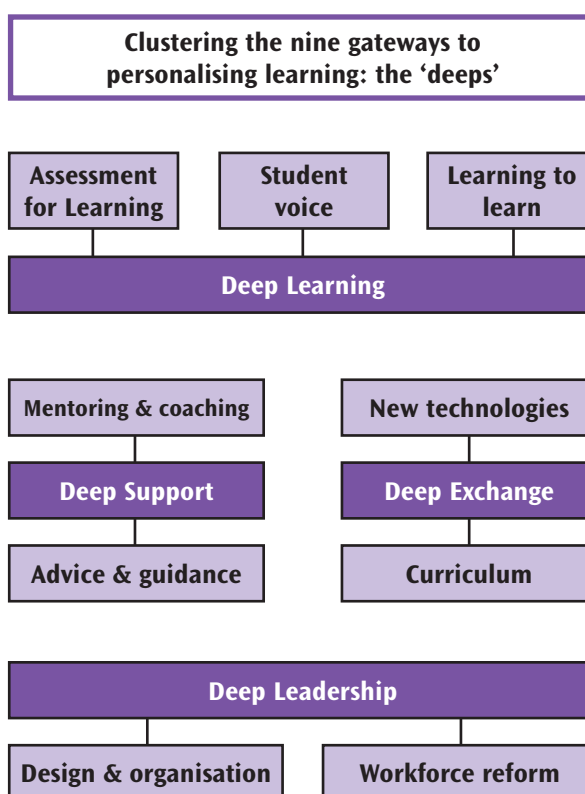 Clustering the nine gateways to
personalising learning: the ‘deeps’
Assessment
for Learning
Student
voice
Learning to
learn
Deep Learning
Mentoring & coaching
New technologies
Deep Support
Deep Exchange
Advice & guidance
Curriculum
Deep Leadership
Design & organisation
Workforce reform